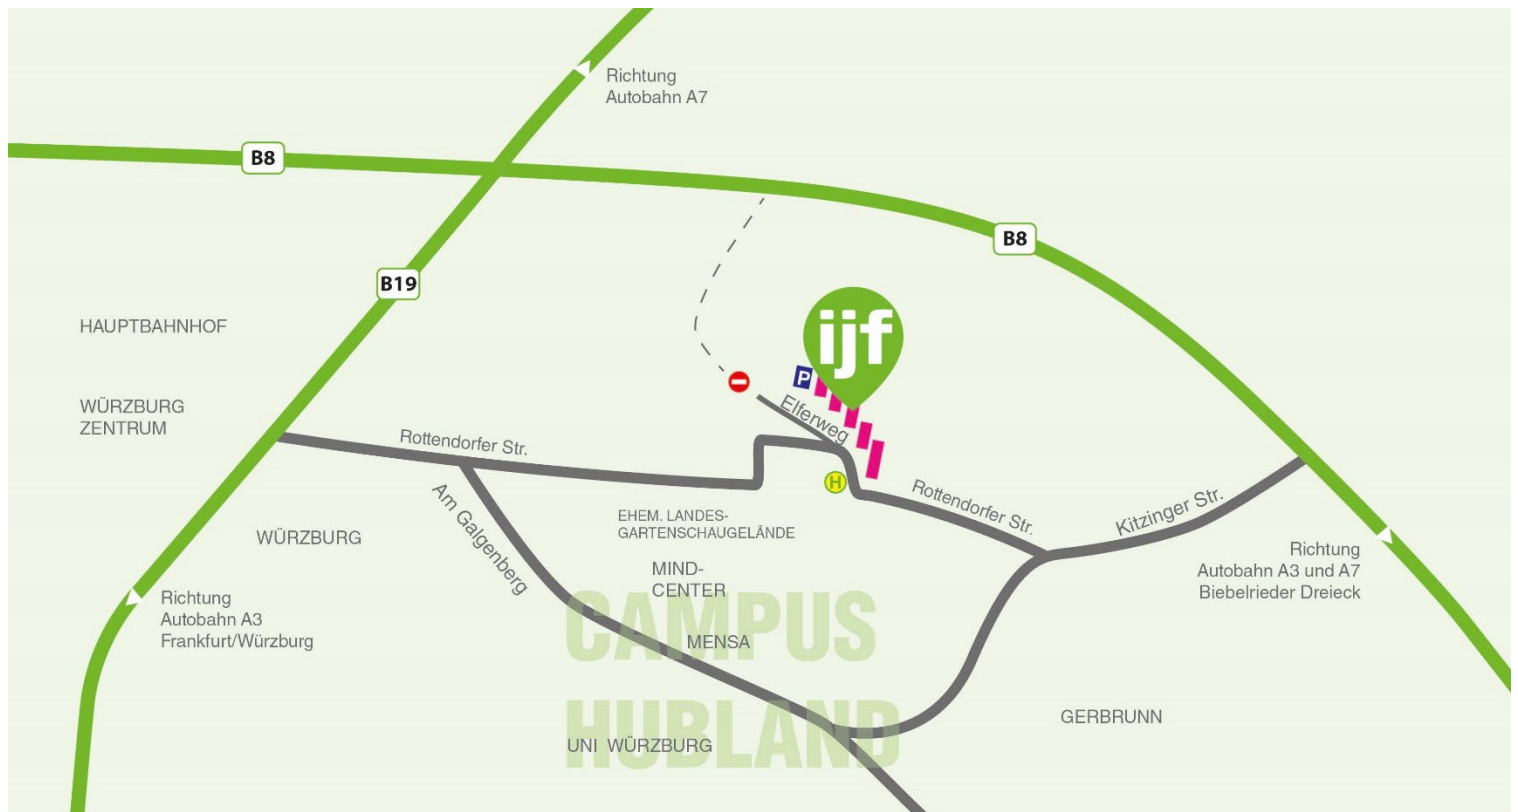 Richtung
Autobahn A7
B8
B8
B19
HAUPTBAHNHOF
ijf
P
WÜRZBURG
ZENTRUM
Elferweg
Rottendorfer Str.
H
Am Galgenberg
Rottendorfer Str.
Kitzinger Str.
EHEM. LANDES-
GARTENSCHAUGELÄNDE
WÜRZBURG
MIND-
CENTER
Richtung
Autobahn A3 und A7
Biebelrieder Dreieck
Richtung
Autobahn A3
Frankfurt/Würzburg
CAMPUS
MENSA
HUBLAND
GERBRUNN
UNI WÜRZBURG